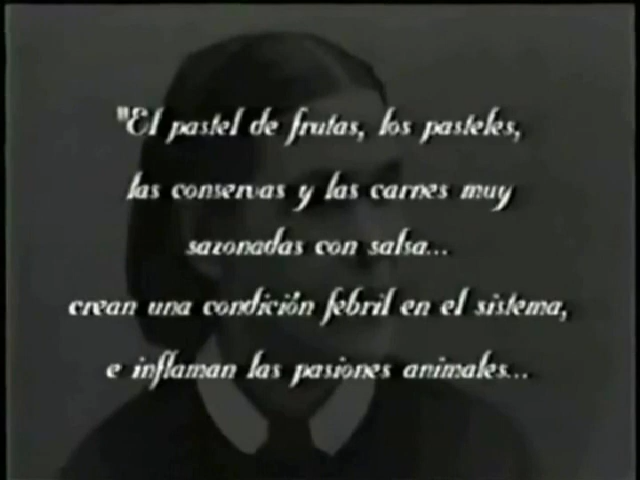 "El pastel de frutas, los pasteles,
las conservas y las carnes muy
sazonadas con salsa...
crean una condición febril en el sistema,
e inflaman las pasiones animales...